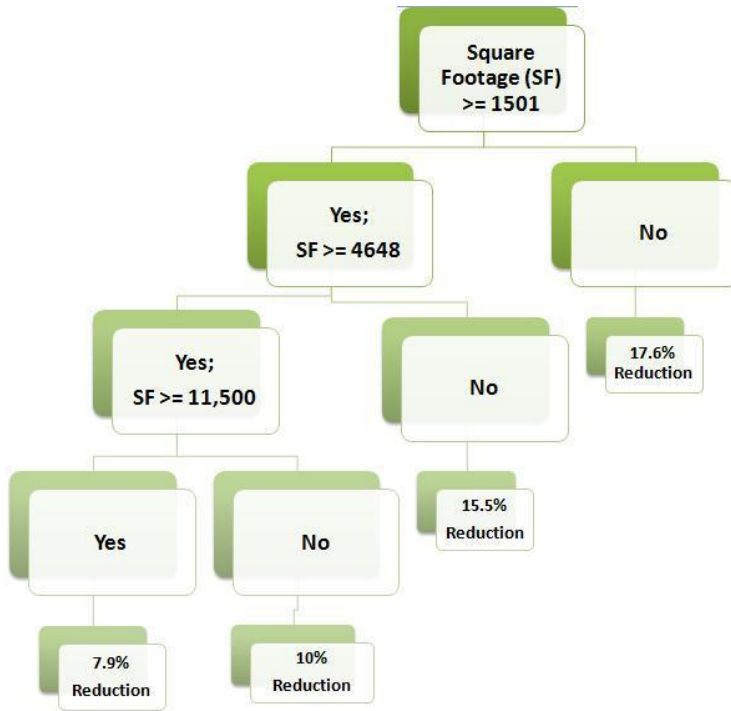 Square
Footage (SF)
>= 1501
Yes;
SF >= 4648
No
17.6%
Reduction
Yes;
SF >= 11,500
No
15.5%
Reduction
Yes
No
7.9%
Reduction
10%
Reduction